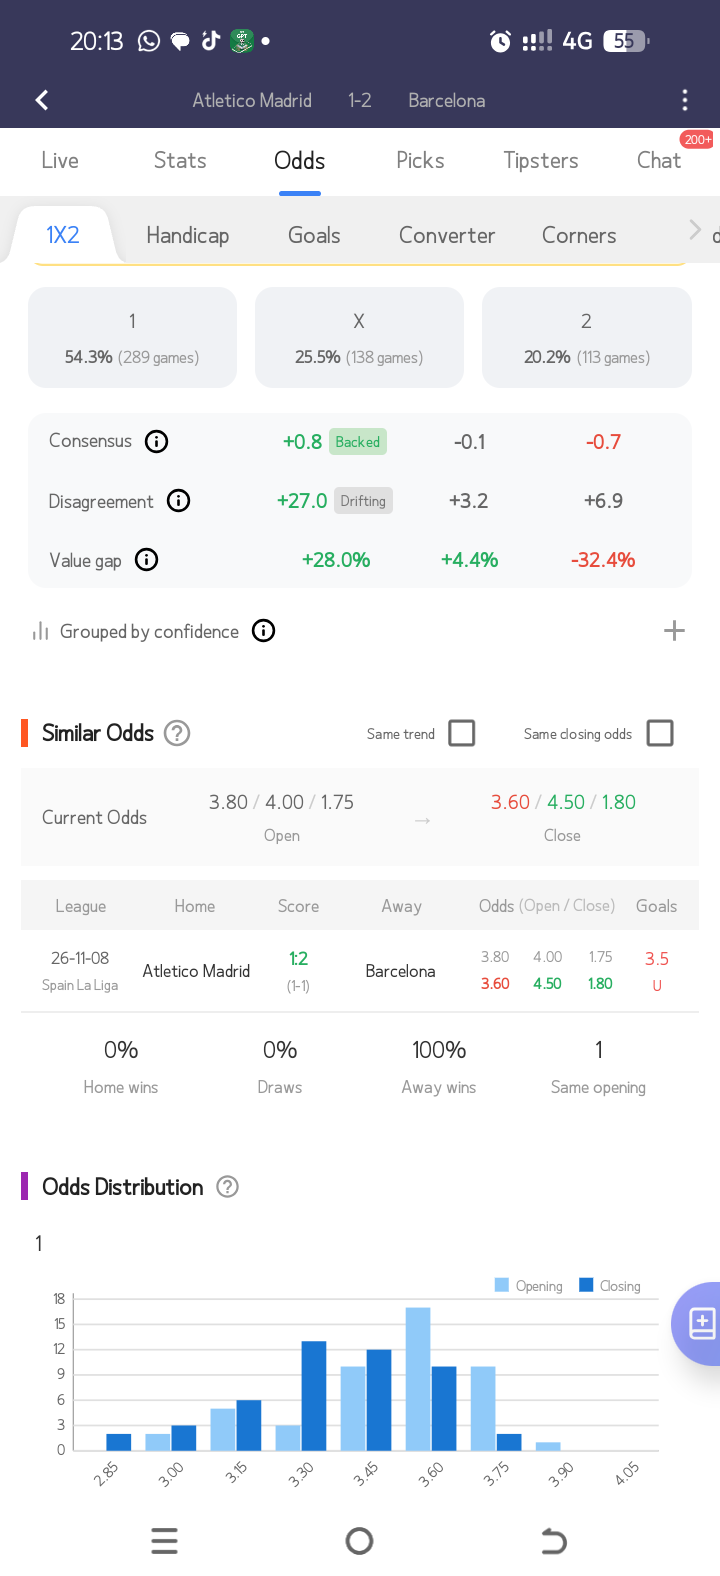 20:13 4G 55
Atletico Madrid 1-2 Barcelona
200+
Live Stats Odds Picks Tipsters Chat
1X2 Handicap Goals Converter Corners d
1 X 2
54.3% (289 games) 25.5% (138 games) 20.2% (113 games)
Consensus +0.8 Backed -0.1 -0.7
Disagreement +27.0 Drifting +3.2 +6.9
Value gap +28.0% +4.4% -32.4%
Grouped by confidence
Similar Odds Same trend Same closing odds
Current Odds 3.80 / 4.00 / 1.75 → 3.60 / 4.50 / 1.80
Open Close
League Home Score Away Odds (Open / Close) Goals
26-11-08 Atletico Madrid 1:2 Barcelona 3.80 4.00 1.75 3.5
Spain La Liga (1-1) 3.60 4.50 1.80 U
0% 0% 100% 1
Home wins Draws Away wins Same opening
Odds Distribution
1
Opening Closing
18
15
12
9
6
3
0
2.85 3.00 3.15 3.30 3.45 3.60 3.75 3.90 4.05